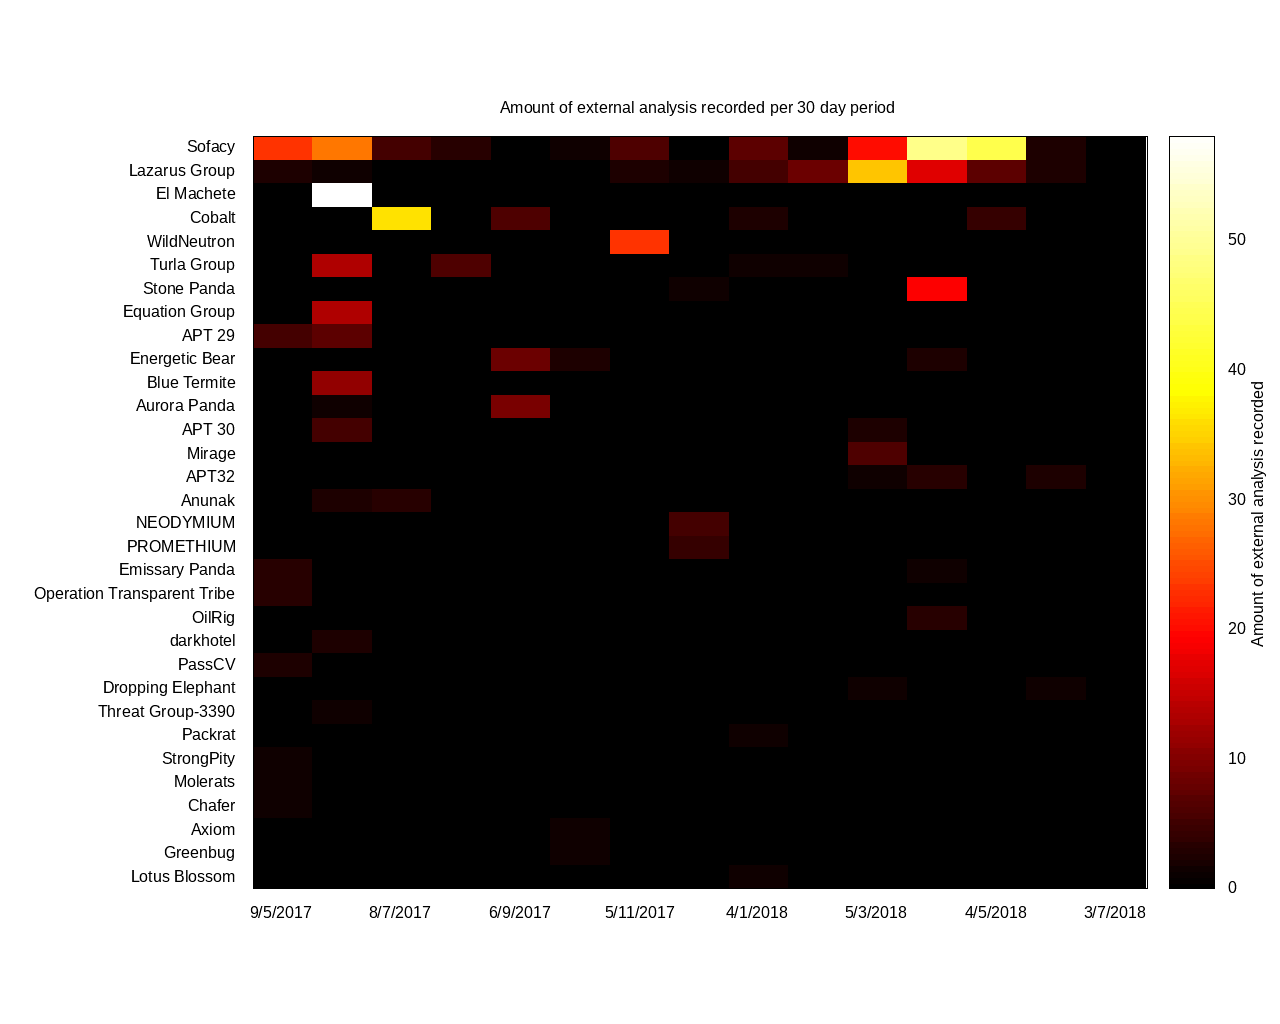 Amount of external analysis recorded per 30 day period
Sofacy
Lazarus Group
El Machete
Cobalt
WildNeutron
Turla Group
Stone Panda
Equation Group
APT 29
Energetic Bear
Blue Termite
Aurora Panda
APT 30
Mirage
APT32
Anunak
NEODYMIUM
PROMETHIUM
Emissary Panda
Operation Transparent Tribe
OilRig
darkhotel
PassCV
Dropping Elephant
Threat Group-3390
Packrat
StrongPity
Molerats
Chafer
Axiom
Greenbug
Lotus Blossom
9/5/2017 8/7/2017 6/9/2017 5/11/2017 4/1/2018 5/3/2018 4/5/2018 3/7/2018
50
40
30
20
10
0
Amount of external analysis recorded